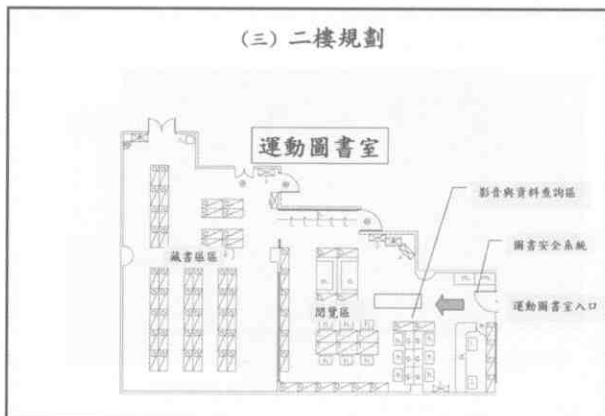 (三)二樓規劃
運動圖書室
影音與資料查詢區
圖書安全系統
藏書區區
閱覽區
運動圖書室入口